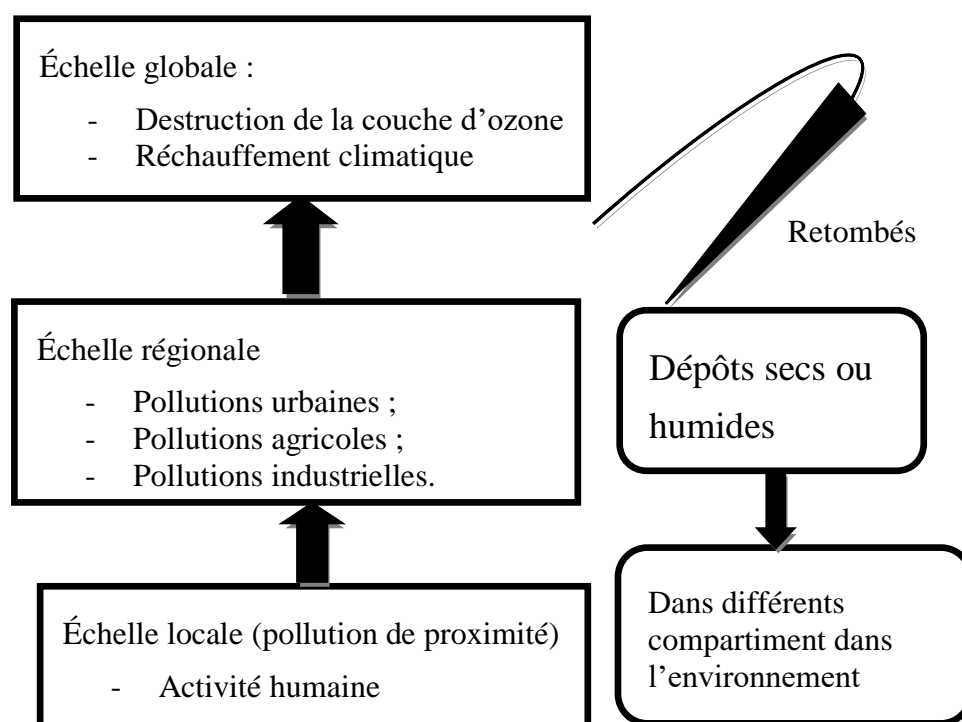 Échelle globale :
- Destruction de la couche d’ozone
- Réchauffement climatique
Retombés
Échelle régionale
- Pollutions urbaines ;
- Pollutions agricoles ;
- Pollutions industrielles.
Dépôts secs ou
humides
Échelle locale (pollution de proximité)
- Activité humaine
Dans différents
compartiment dans
l’environnement